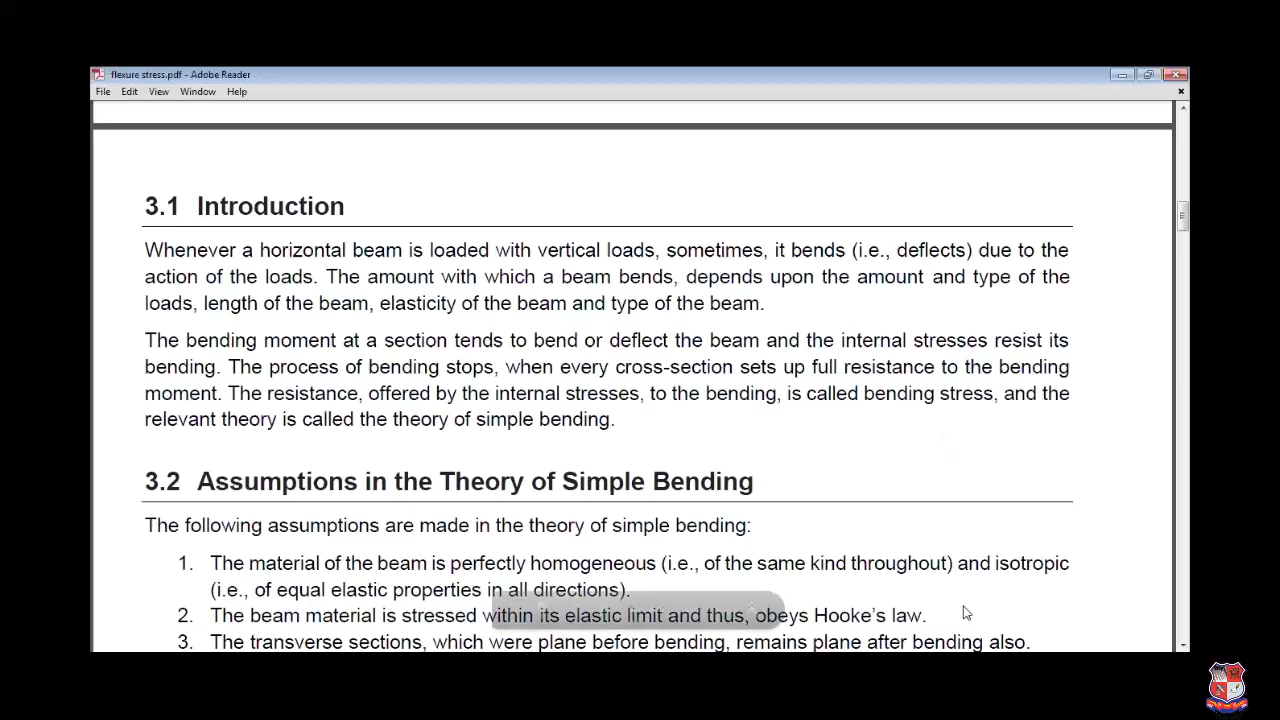 flexure stress.pdf - Adobe Reader
File Edit View Window Help
3.1 Introduction
Whenever a horizontal beam is loaded with vertical loads, sometimes, it bends (i.e., deflects) due to the
action of the loads. The amount with which a beam bends, depends upon the amount and type of the
loads, length of the beam, elasticity of the beam and type of the beam.
The bending moment at a section tends to bend or deflect the beam and the internal stresses resist its
bending. The process of bending stops, when every cross-section sets up full resistance to the bending
moment. The resistance, offered by the internal stresses, to the bending, is called bending stress, and the
relevant theory is called the theory of simple bending.
3.2 Assumptions in the Theory of Simple Bending
The following assumptions are made in the theory of simple bending:
1. The material of the beam is perfectly homogeneous (i.e., of the same kind throughout) and isotropic
(i.e., of equal elastic properties in all directions).
2. The beam material is stressed within its elastic limit and thus, obeys Hooke's law.
3. The transverse sections, which were plane before bending, remains plane after bending also.